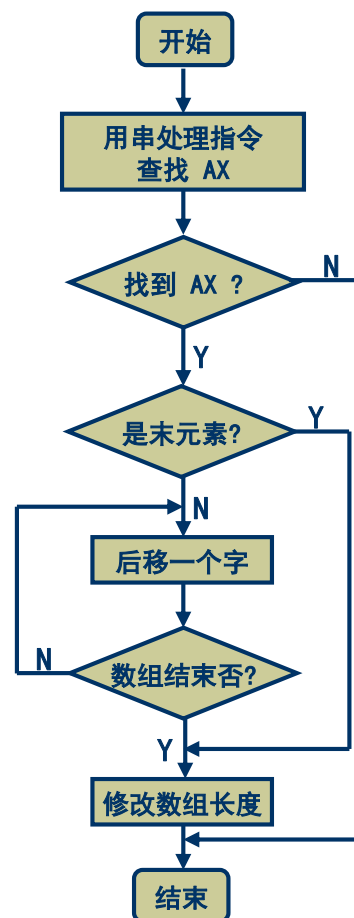 开始
用串处理指令
查找 AX
找到 AX ?
N
Y
是末元素?
Y
N
后移一个字
数组结束否?
N
Y
修改数组长度
结束